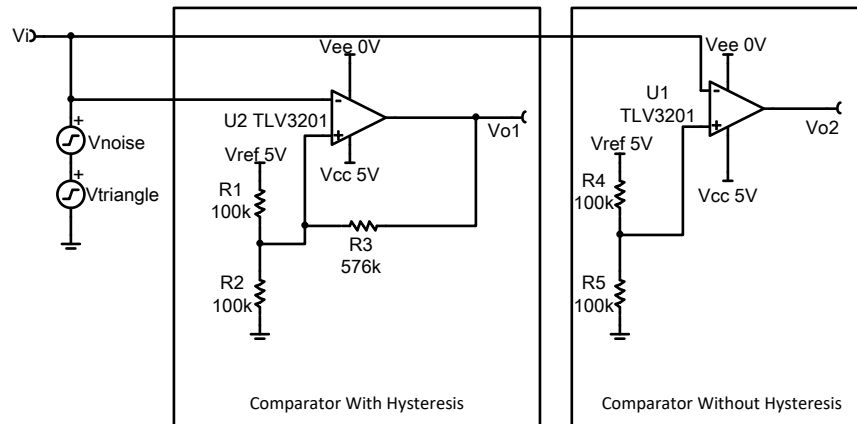 Vi
Vnoise
Vtriangle
Vee 0V
U2 TLV3201
Vcc 5V
Vo1
Vref 5V
R1
100k
R3
576k
R2
100k
Comparator With Hysteresis
Vee 0V
U1
TLV3201
Vcc 5V
Vo2
Vref 5V
R4
100k
R5
100k
Comparator Without Hysteresis